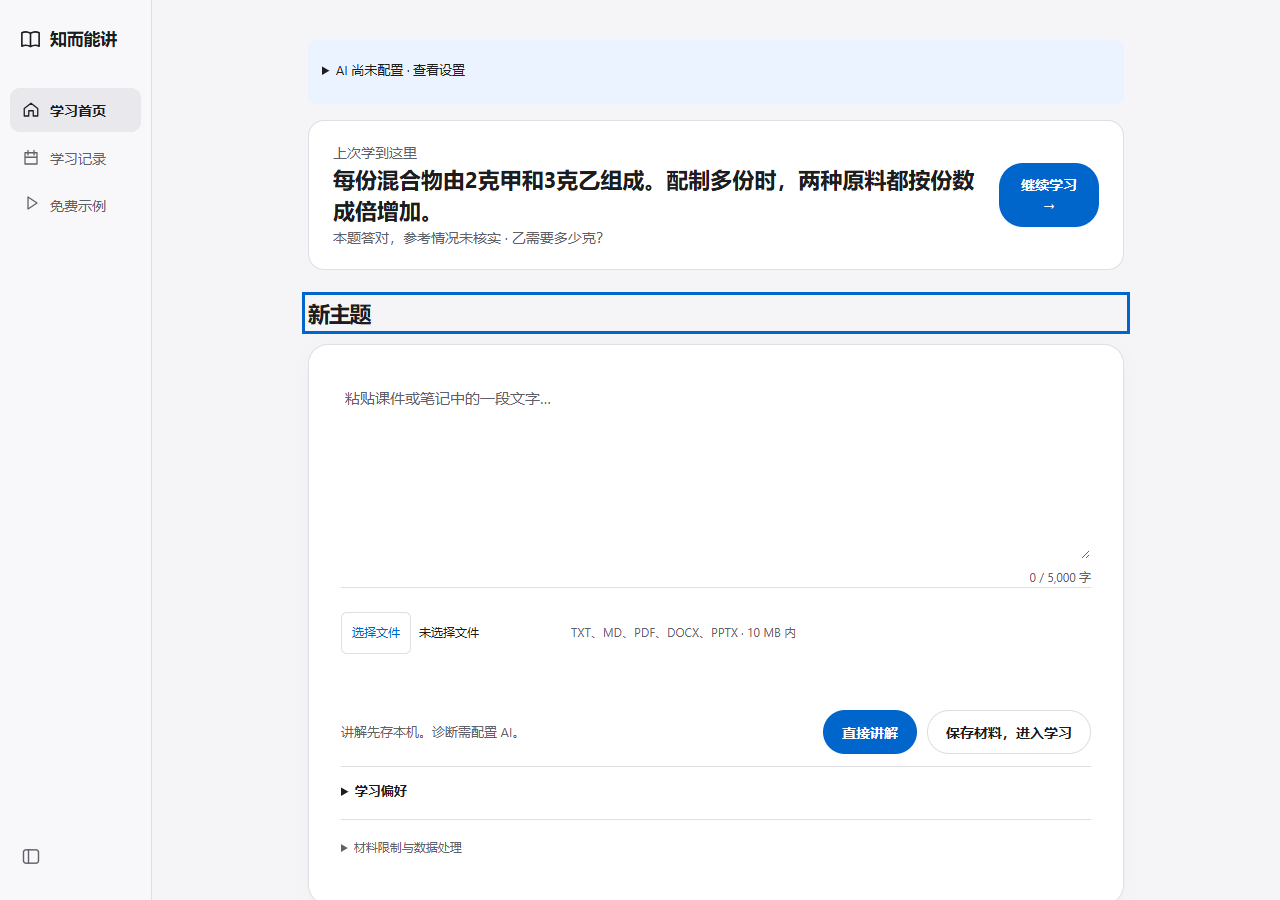 知而能讲
学习首页
学习记录
免费示例
AI 尚未配置 · 查看设置
上次学到这里
每份混合物由2克甲和3克乙组成。配制多份时，两种原料都按份数
成倍增加。
本题答对，参考情况未核实 · 乙需要多少克？
继续学习
→
新主题
粘贴课件或笔记中的一段文字...
0 / 5,000 字
选择文件 未选择文件 TXT、MD、PDF、DOCX、PPTX · 10 MB 内
讲解先存本机。诊断需配置 AI。
直接讲解
保存材料，进入学习
学习偏好
材料限制与数据处理